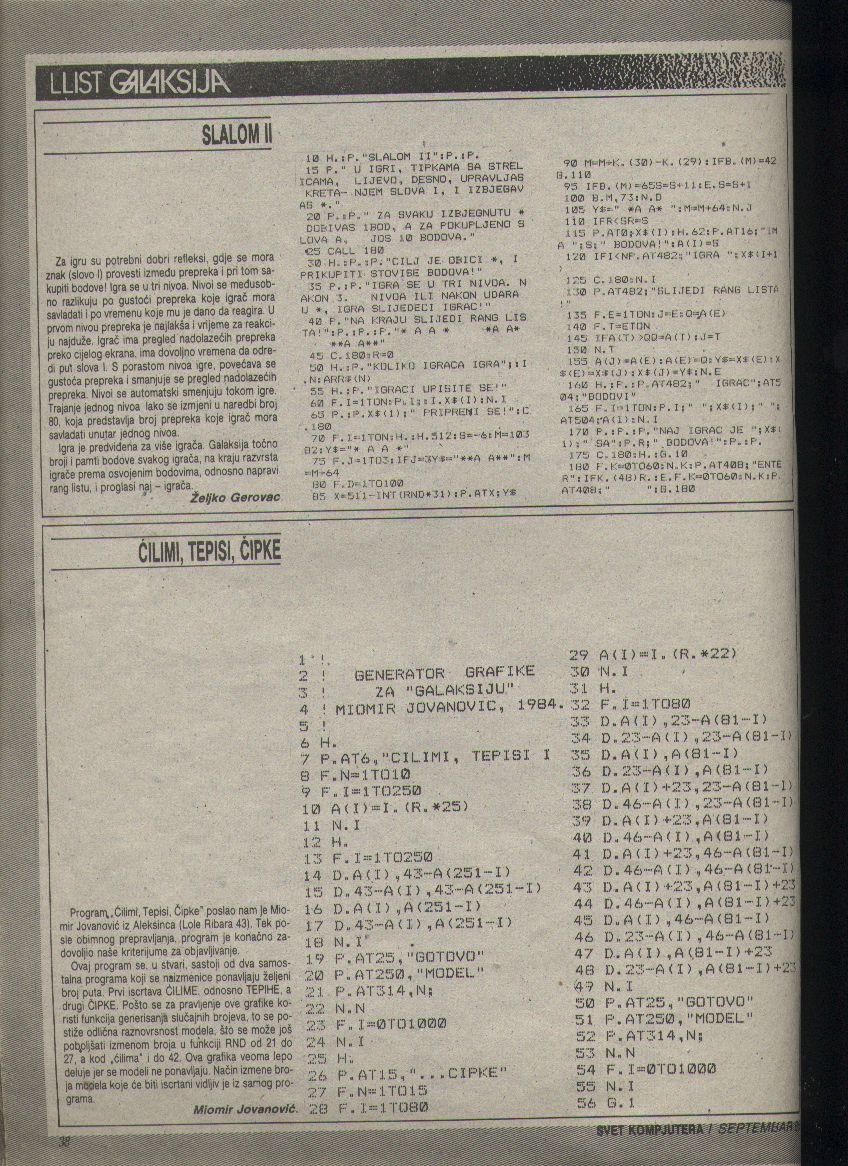 LLIST GALAKSIJA
SLALOM II
Za igru su potrebni dobri refleksi, gdje se mora
znak (slovo I) provesti između prepreka i pri tom sa-
kupiti bodove! Igra se u tri nivoa. Nivoi se međusob-
no razlikuju po gustoći prepreka koje igrač mora
savladati i po vremenu koje mu je dano da reagira. U
prvom nivou prepreka je najlakša i vrijeme za reakci-
ju najduže. Igrač ima pregled nadolazećih prepreka
preko cijelog ekrana, ima dovoljno vremena da odre-
di put slova I. S porastom nivoa igre, povećava se
gustoća prepreka i smanjuje se pregled nadolazećih
prepreka. Nivoi se automatski smenjuju tokom igre.
Trajanje jednog nivoa lako se izmjeni u naredbi broj
80, koja predstavlja broj prepreka koje igrač mora
savladati unutar jednog nivoa.
Igra je predviđena za više igrača. Galaksija točno
broji i pamti bodove svakog igrača, na kraju razvrsta
igrače prema osvojenim bodovima, odnosno napravi
rang listu, i proglasi naj – igrača.
Željko Gerovac
10 H.:P."SLALOM II":P.:P.
15 P." U IGRI, TIPKAMA SA STREL
ICAMA, LIJEVO, DESNO, UPRAVLJAS
KRETA- NJEM SLOVA I, I IZBJEGAV
AS *."
20 P.:P." ZA SVAKU IZBJEGNUTU *
DOBIVAS 1BOD, A ZA POKUPLJENO S
LOVA A, JOS 10 BODOVA."
25 CALL 180
30 H.:P.:P."CILJ JE OBICI *, I
PRIKUPITI STOVISE BODOVA!"
35 P.:P."IGRA SE U TRI NIVOA. N
AKON 3. NIVOA ILI NAKON UDARA
U *, IGRA SLIJEDECI IGRAC!"
40 P."NA KRAJU SLIJEDI RANG LIS
TA!":P.:P.:P."* A A * *A A*
**A A**"
45 C.180:R=0
50 H.:P."KOLIKO IGRACA IGRA";:I
.N:ARR$(N)
55 H.:P."IGRACI UPISITE SE!"
60 F.I=1TON:P.I;:I.X$(I):N.I
65 P.:P.X$(I);" PRIPREMI SE!":C
.180
70 F.I=1TON:H.:H.512:S=-6:M=103
82:Y$="* A A *"
75 F.J=1TO3:IFJ=3Y$="**A A**":M
=M+64
80 F.D=1TO100
85 X=511-INT(RND*31):P.ATX;Y$
90 M=M+K.(30)-K.(29):IFB.(M)=42
G.110
95 IFB.(M)=65S=S+11:E.S=S+1
100 B.M,73:N.D
105 Y$=" *A A* ":M=M+64:N.J
110 IFR<SR=S
115 P.AT0;X$(I):H.62:P.AT16;"IM
A ";S;" BODOVA!":A(I)=S
120 IFI<NP.AT482;"IGRA ";X$(I+1
)
125 C.180:N.I
130 P.AT482;"SLIJEDI RANG LISTA
!"
135 F.E=1TON:J=E:Q=A(E)
140 F.T=ETON
145 IFA(T)>QQ=A(T):J=T
150 N.T
155 A(J)=A(E):A(E)=Q:Y$=X$(E):X
$(E)=X$(J):X$(J)=Y$:N.E
160 H.:P.:P.AT482;" IGRAC";AT5
04;"BODOVI"
165 F.I=1TON:P.I;" ";X$(I);" ";
AT504;A(I):N.I
170 P.:P.:P."NAJ IGRAC JE ";X$(
1);" SA";P.R;" BODOVA!":P.:P.
175 C.180:H.:G.10
180 F.K=0TO60:N.K:P.AT408;"ENTE
R":IFK.(48)R.:E.F.K=0TO60:N.K:P.
AT408;" ":G.180
ĆILIMI, TEPISI, ČIPKE
Program „Ćilimi, Tepisi, Čipke" poslao nam je Mio-
mir Jovanović iz Aleksinca (Lole Ribara 43). Tek po-
sle obimnog prepravljanja, program je konačno za-
dovoljio naše kriterijume za objavljivanje.
Ovaj program se, u stvari, sastoji od dva samos-
talna programa koji se naizmenice ponavljaju željeni
broj puta. Prvi iscrtava ĆILIME, odnosno TEPIHE, a
drugi ČIPKE. Pošto se za pravljenje ove grafike ko-
risti funkcija generisanja slučajnih brojeva, to se po-
stiže odlična raznovrsnost modela, što se može još
poboljšati izmenom broja u funkciji RND od 21 do
27, a kod „ćilima" i do 42. Ova grafika veoma lepo
deluje jer se modeli ne ponavljaju. Način izmene bro-
ja modela koje će biti iscrtani vidljiv je iz samog pro-
grama.
Miomir Jovanović.
1 !
2 ! GENERATOR GRAFIKE
3 ! ZA "GALAKSIJU"
4 ! MIOMIR JOVANOVIC, 1984.
5 !
6 H.
7 P.AT6,"CILIMI, TEPISI I
8 F.N=1TO10
9 F.I=1TO250
10 A(I)=I.(R.*25)
11 N.I
12 H.
13 F.I=1TO250
14 D.A(I),43-A(251-I)
15 D.43-A(I),43-A(251-I)
16 D.A(I),A(251-I)
17 D.43-A(I),A(251-I)
18 N.I
19 P.AT25,"GOTOVO"
20 P.AT250,"MODEL"
21 P.AT314,N;
22 N.N
23 F.I=0TO1000
24 N.I
25 H.
26 P.AT15,"...CIPKE"
27 F.N=1TO15
28 F.I=1TO80
29 A(I)=I.(R.*22)
30 N.I
31 H.
32 F.I=1TO80
33 D.A(I),23-A(81-I)
34 D.23-A(I),23-A(81-I)
35 D.A(I),A(81-I)
36 D.23-A(I),A(81-I)
37 D.A(I)+23,23-A(81-I)
38 D.46-A(I),23-A(81-I)
39 D.A(I)+23,A(81-I)
40 D.46-A(I),A(81-I)
41 D.A(I)+23,46-A(81-I)
42 D.46-A(I),46-A(81-I)
43 D.A(I)+23,A(81-I)+23
44 D.46-A(I),A(81-I)+23
45 D.A(I),46-A(81-I)
46 D.23-A(I),46-A(81-I)
47 D.A(I),A(81-I)+23
48 D.23-A(I),A(81-I)+23
49 N.I
50 P.AT25,"GOTOVO"
51 P.AT250,"MODEL"
52 P.AT314,N;
53 N.N
54 F.I=0TO1000
55 N.I
56 G.1
38
SVET KOMPJUTERA / SEPTEMBAR